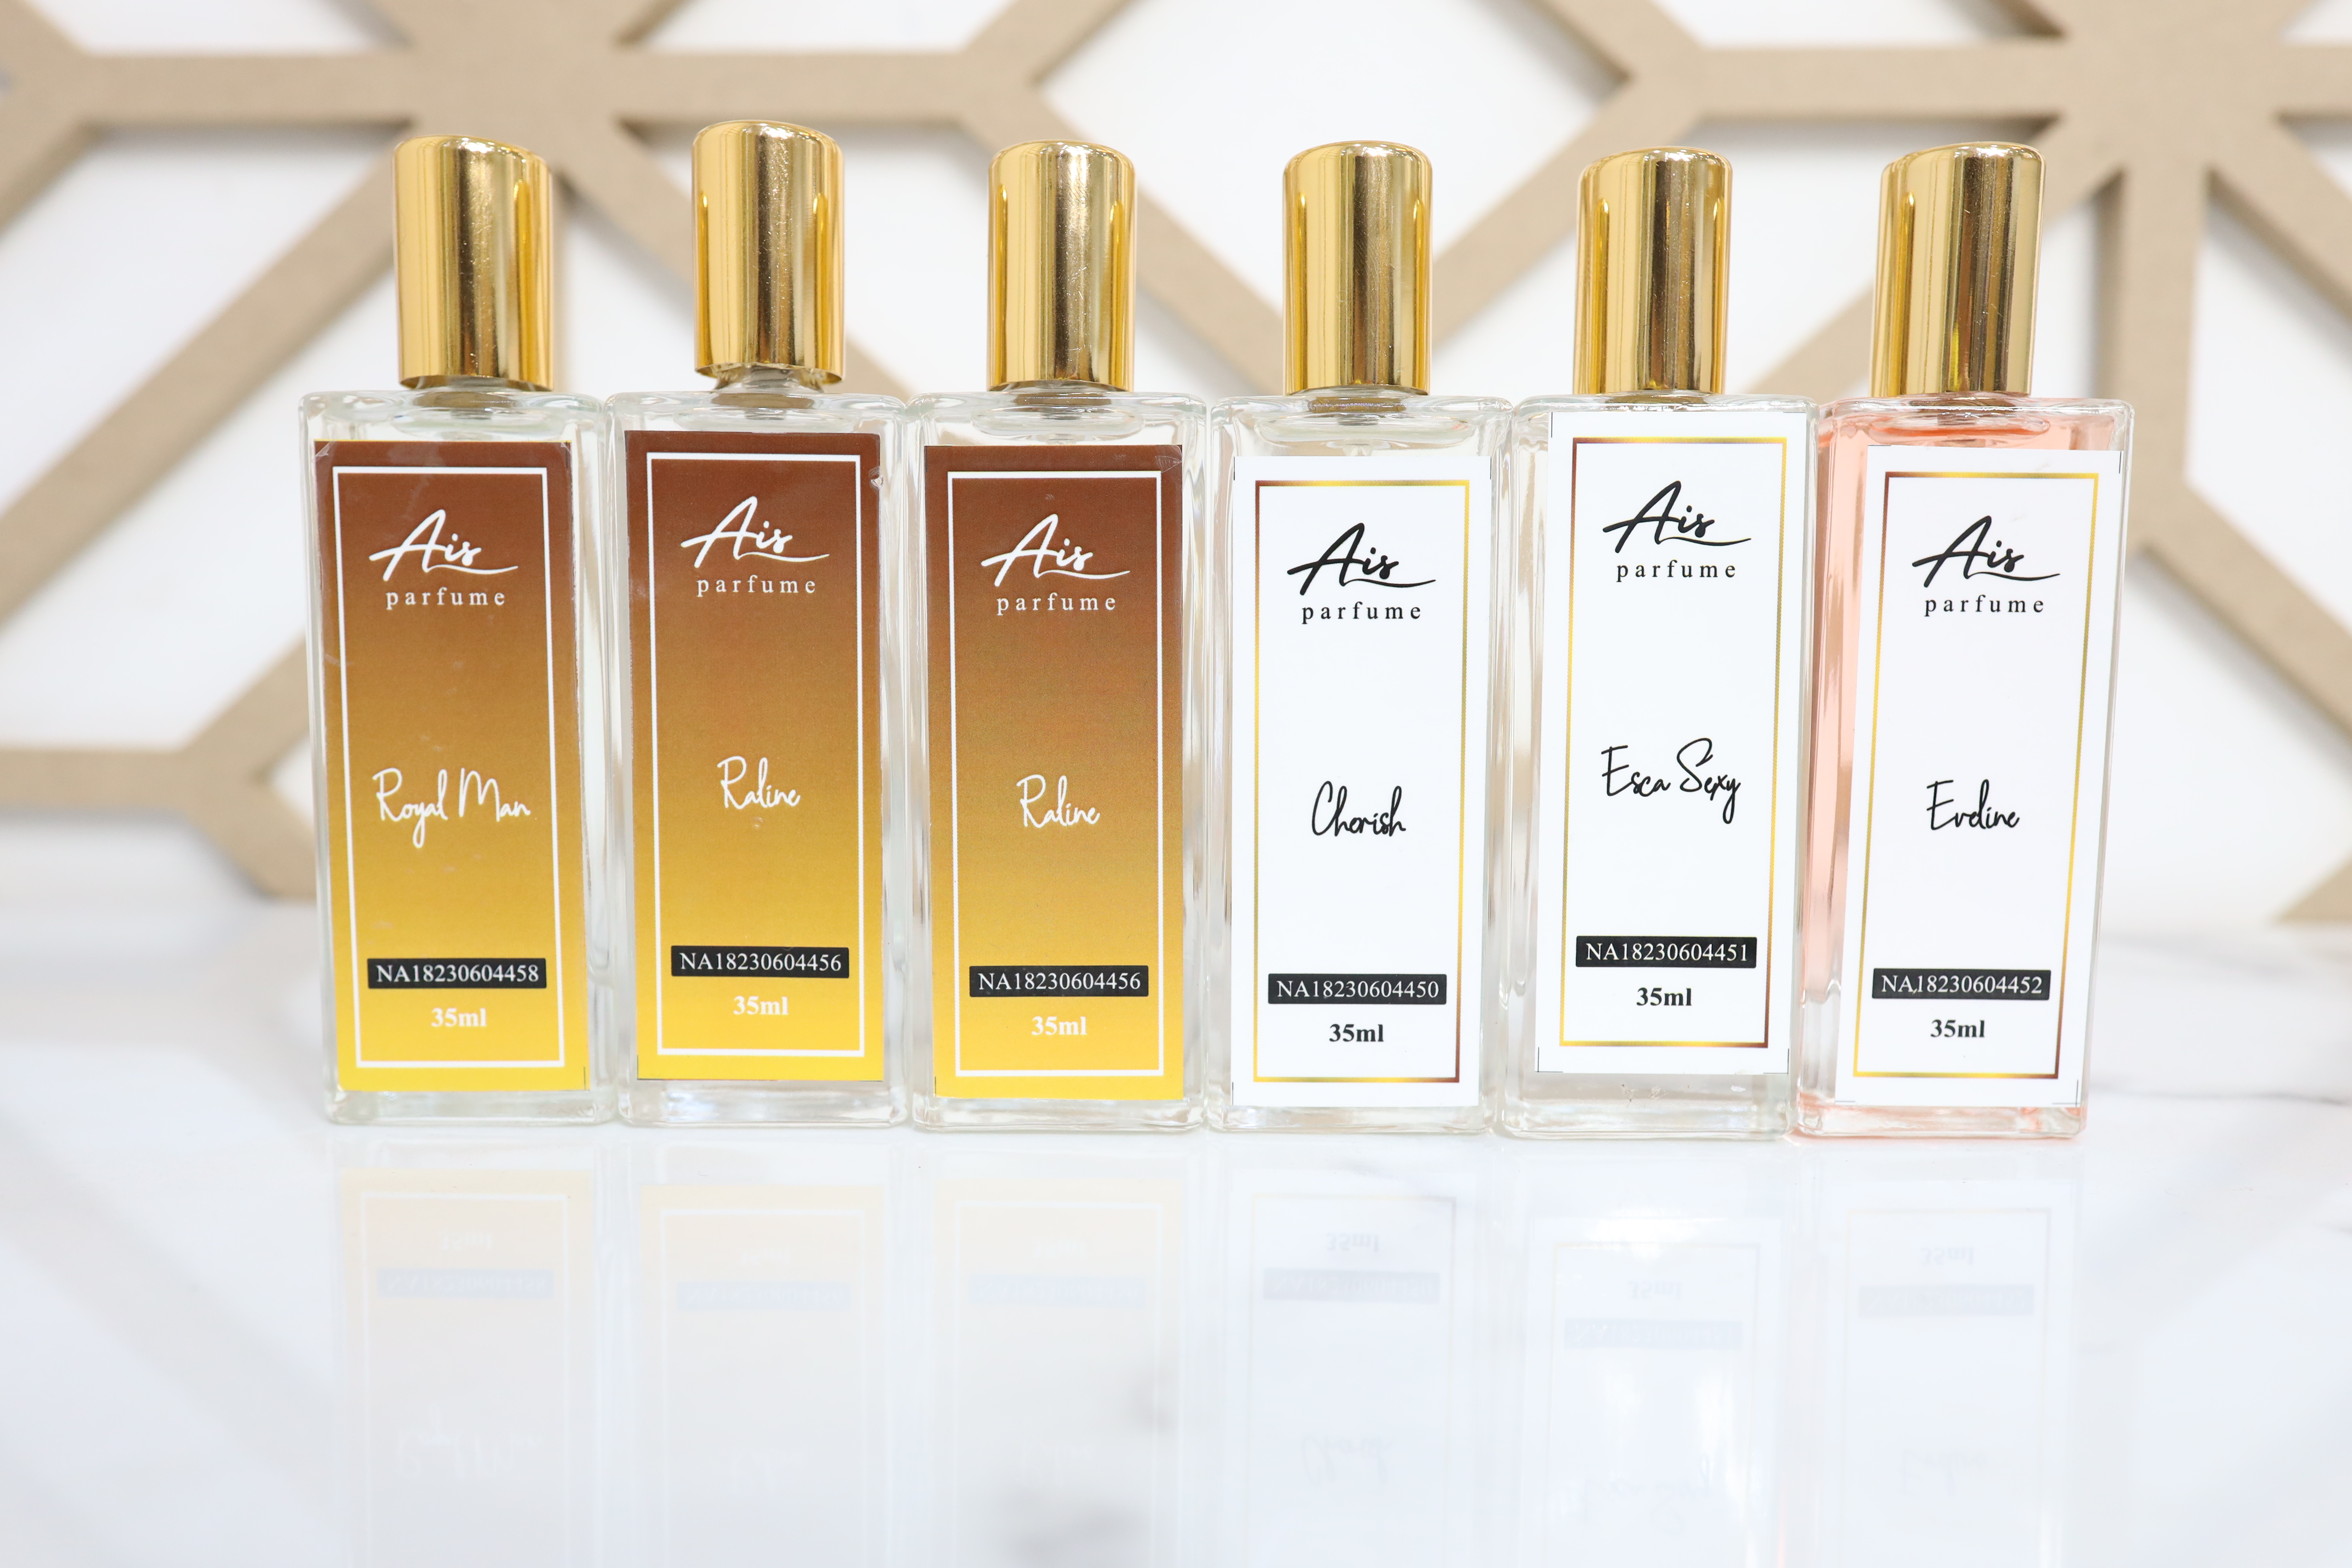 Ais
parfume
Royal Man
NA18230604458
35ml
Ais
parfume
Raline
NA18230604456
35ml
Ais
parfume
Raline
NA18230604456
35ml
Ais
parfume
Cherish
NA18230604450
35ml
Ais
parfume
Esca Sexy
NA18230604451
35ml
Ais
parfume
Eveline
NA18230604452
35ml